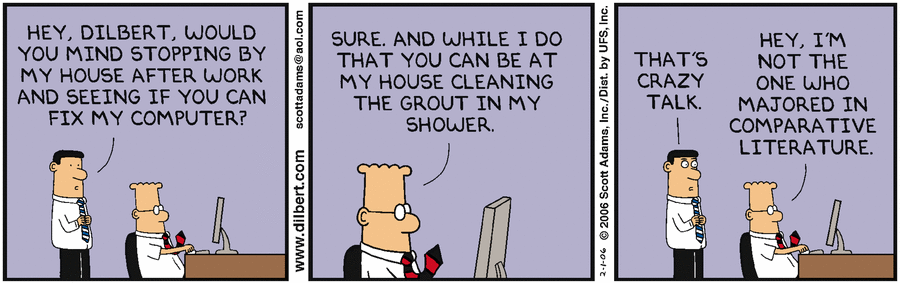 HEY, DILBERT, WOULD
YOU MIND STOPPING BY
MY HOUSE AFTER WORK
AND SEEING IF YOU CAN
FIX MY COMPUTER?
www.dilbert.com
scottadams@aol.com
SURE. AND WHILE I DO
THAT YOU CAN BE AT
MY HOUSE CLEANING
THE GROUT IN MY
SHOWER.
2-1-06 © 2006 Scott Adams, Inc./Dist. by UFS, Inc.
THAT'S
CRAZY
TALK.
HEY, I'M
NOT THE
ONE WHO
MAJORED IN
COMPARATIVE
LITERATURE.